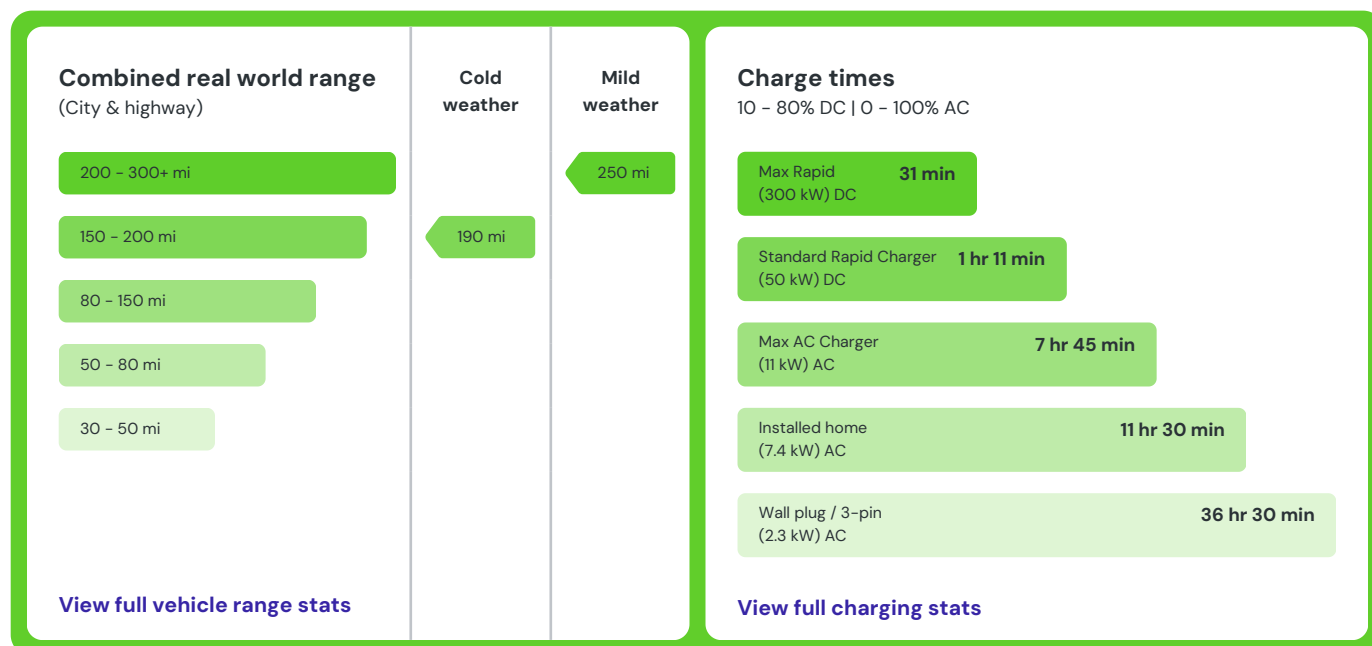 Combined real world range
(City & highway)
Cold
weather
Mild
weather
200 - 300+ mi
250 mi
150 - 200 mi
190 mi
80 - 150 mi
50 - 80 mi
30 - 50 mi
View full vehicle range stats
Charge times
10 - 80% DC | 0 - 100% AC
Max Rapid
(300 kW) DC
31 min
Standard Rapid Charger
(50 kW) DC
1 hr 11 min
Max AC Charger
(11 kW) AC
7 hr 45 min
Installed home
(7.4 kW) AC
11 hr 30 min
Wall plug / 3-pin
(2.3 kW) AC
36 hr 30 min
View full charging stats